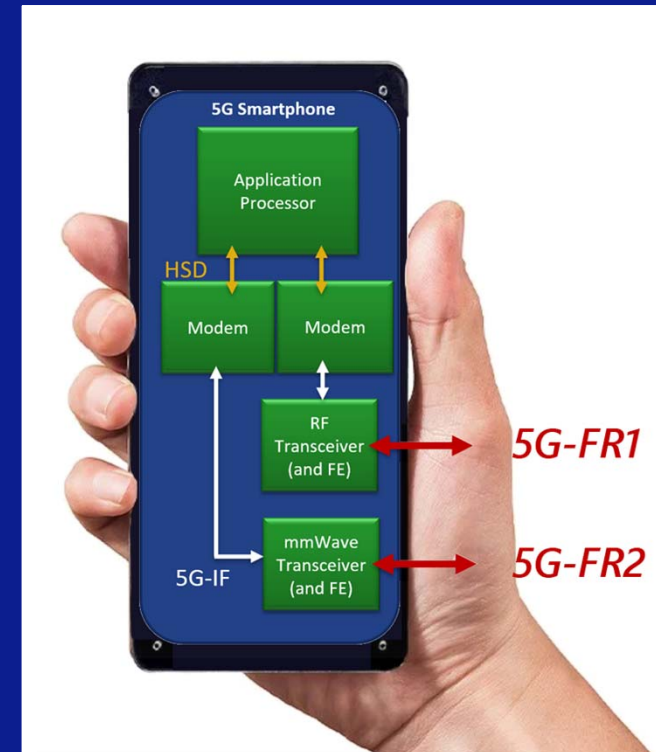 5G Smartphone
Application
Processor
HSD
Modem
Modem
RF
Transceiver
(and FE)
5G-FR1
mmWave
Transceiver
(and FE)
5G-IF
5G-FR2